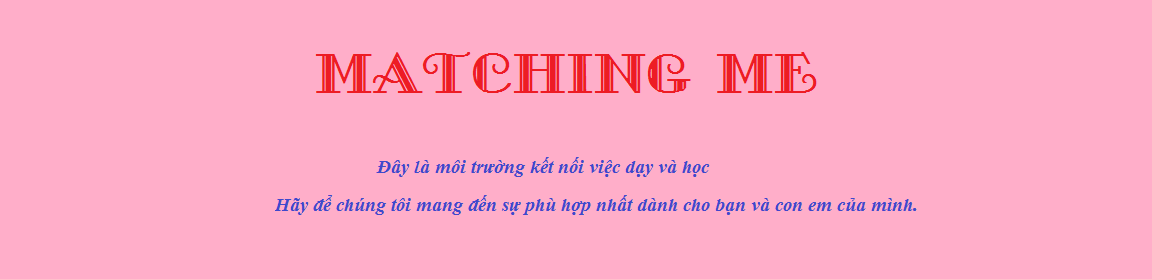 MATCHING ME
Đây là môi trường kết nối việc dạy và học
Hãy để chúng tôi mang đến sự phù hợp nhất dành cho bạn và con em của mình.